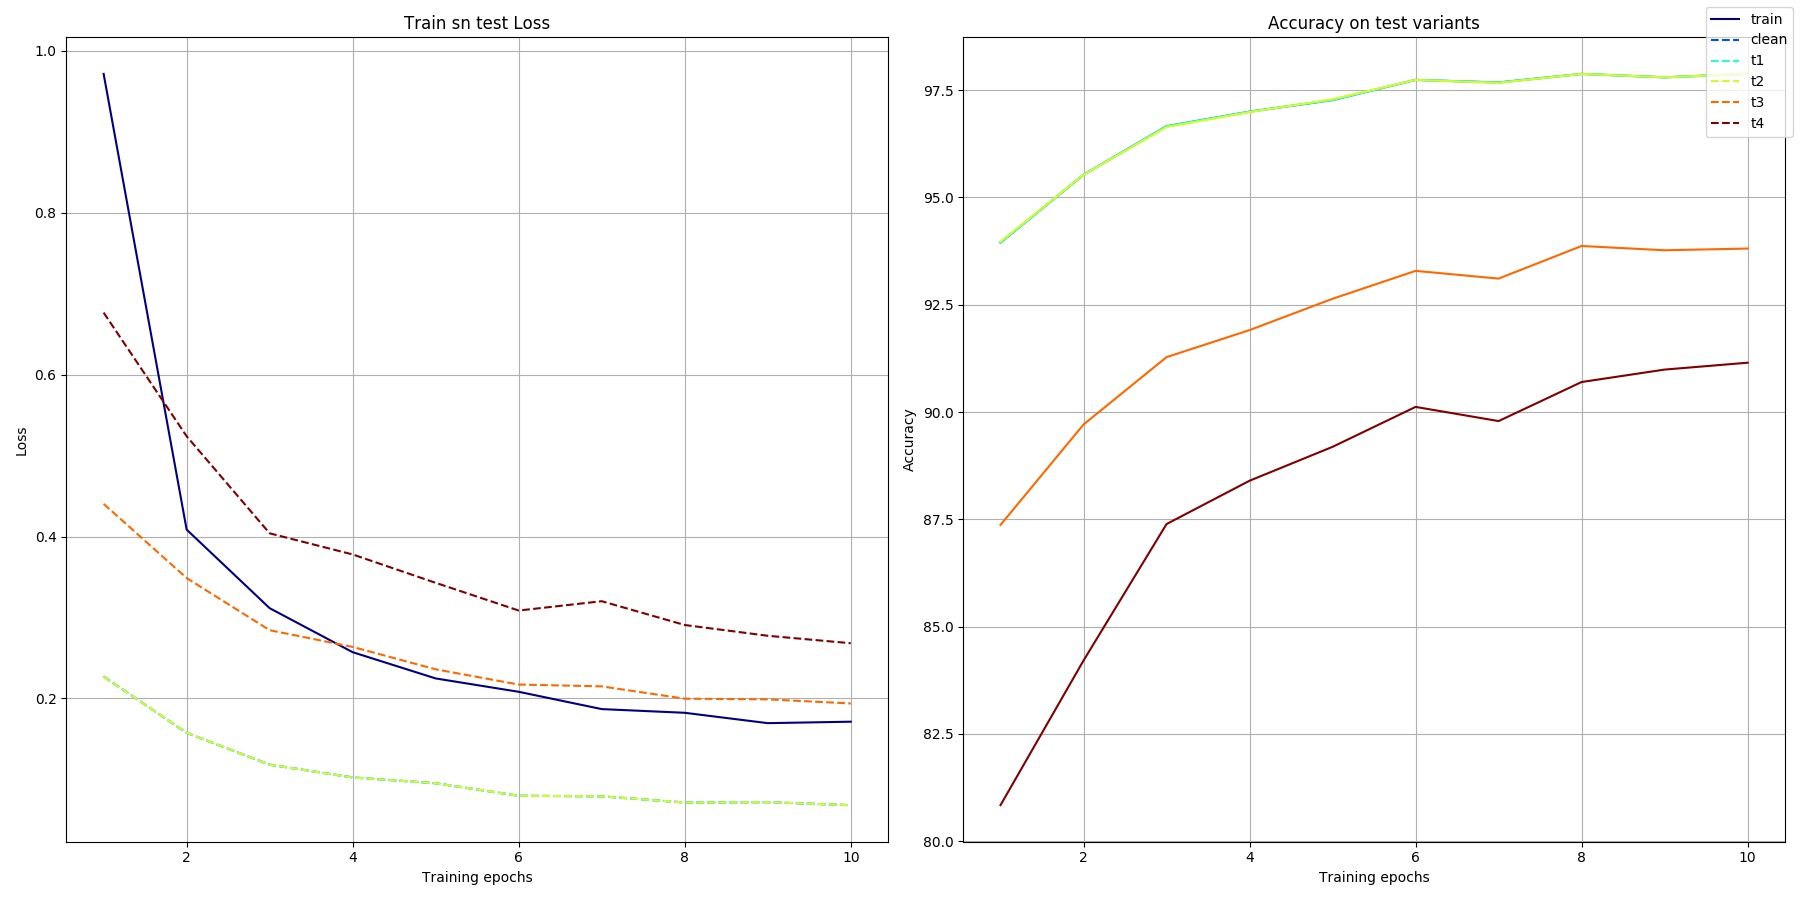 Train sn test Loss
1.0
0.8
0.6
0.4
0.2
Loss
2
4
6
8
10
Training epochs
Accuracy on test variants
97.5
95.0
92.5
90.0
87.5
85.0
82.5
80.0
Accuracy
2
4
6
8
10
Training epochs
train
clean
t1
t2
t3
t4